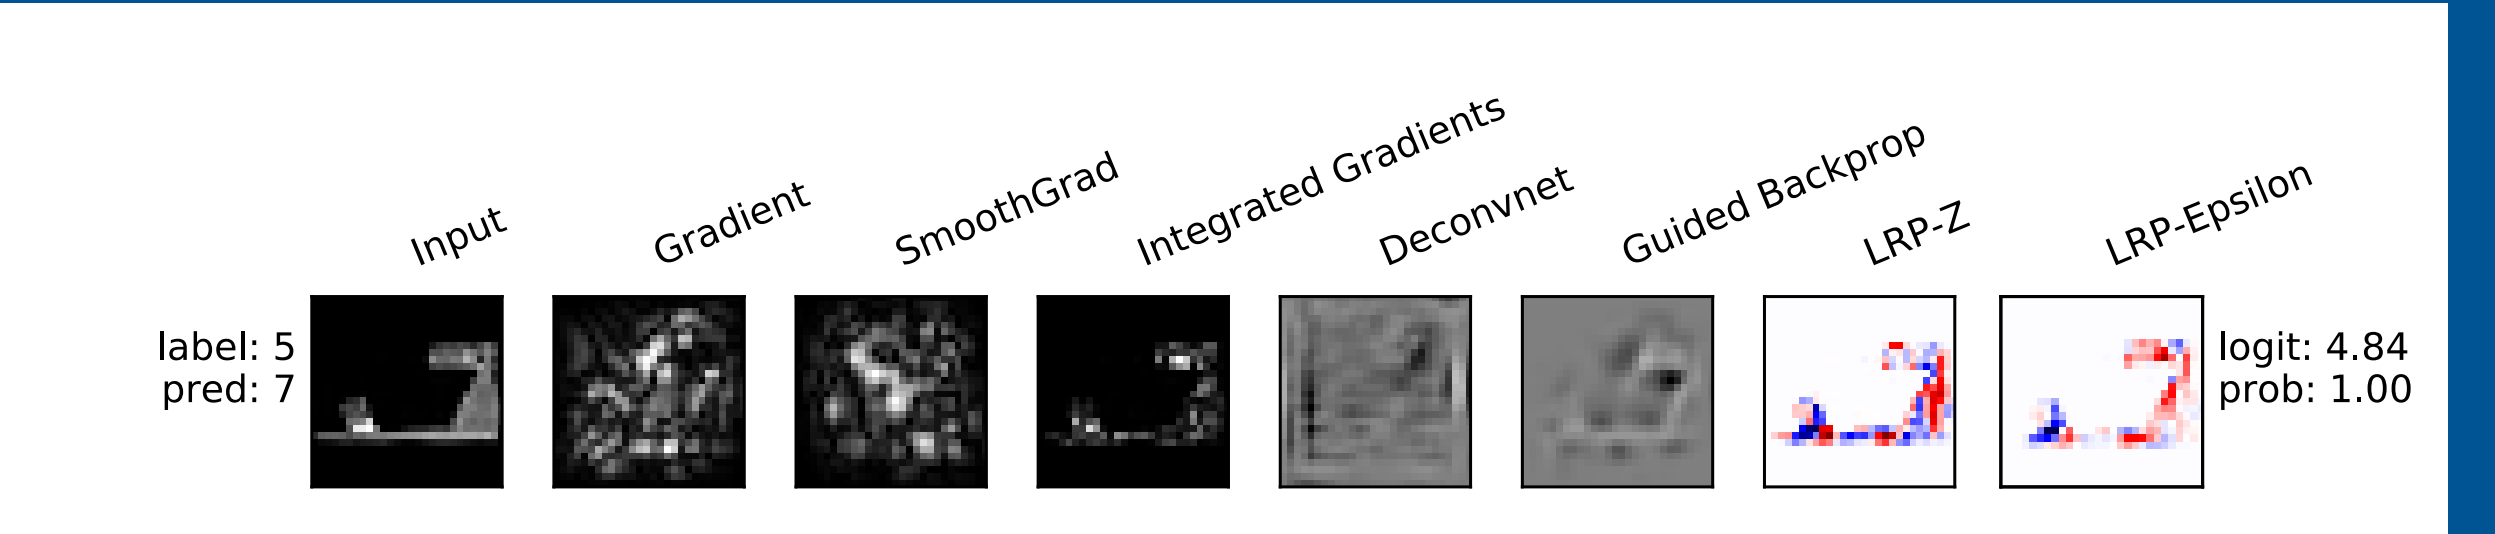 Input
Gradient
SmoothGrad
Integrated Gradients
Deconvnet
Guided Backprop
LRP-Z
LRP-Epsilon
label: 5
pred: 7
logit: 4.84
prob: 1.00